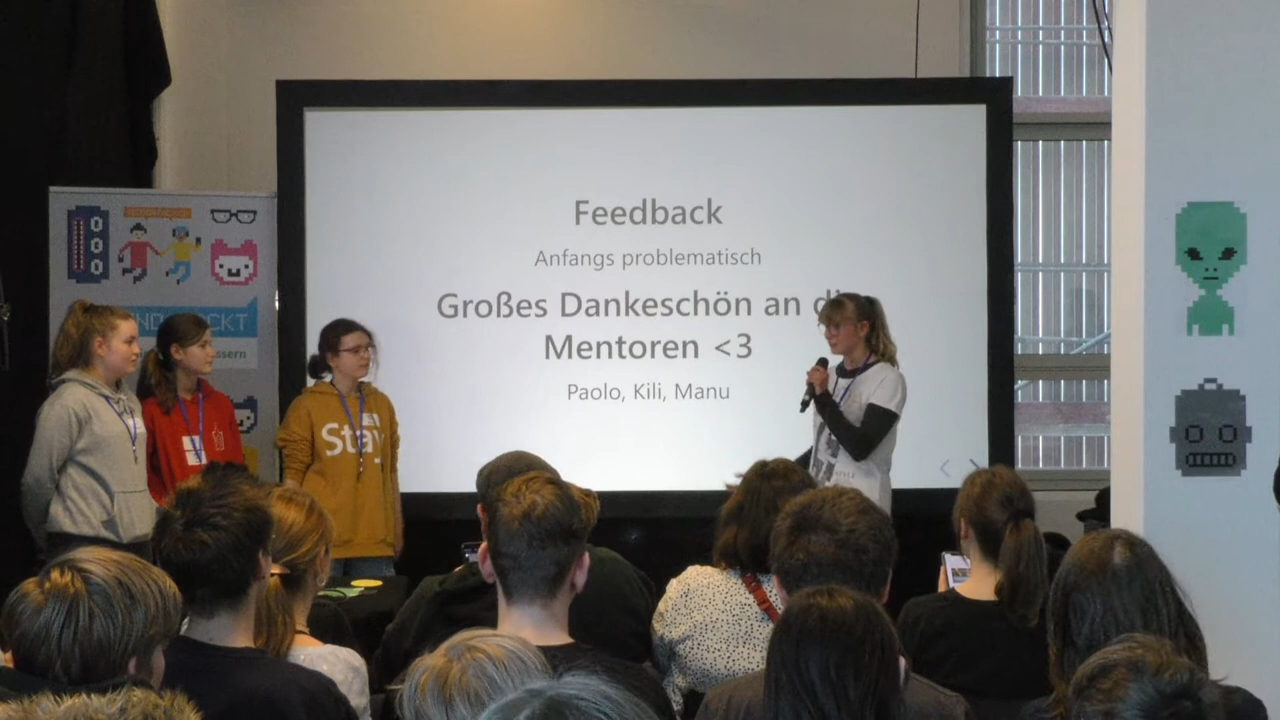 Feedback
Anfangs problematisch
Großes Dankeschön an
Mentoren <3
Paolo, Kili, Manu
Stay